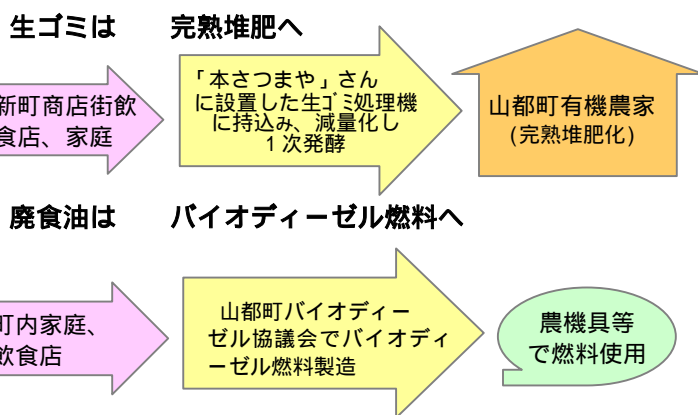 生ゴミは　　完熟堆肥へ
新町商店街飲
食店、家庭
「本さつまや」さん
に設置した生ｺﾞﾐ処理機
に持込み、減量化し
１次発酵
山都町有機農家
(完熟堆肥化)
廃食油は　　バイオディーゼル燃料へ
町内家庭、
飲食店
山都町バイオディー
ゼル協議会でバイオディ
ーゼル燃料製造
農機具等
で燃料使用